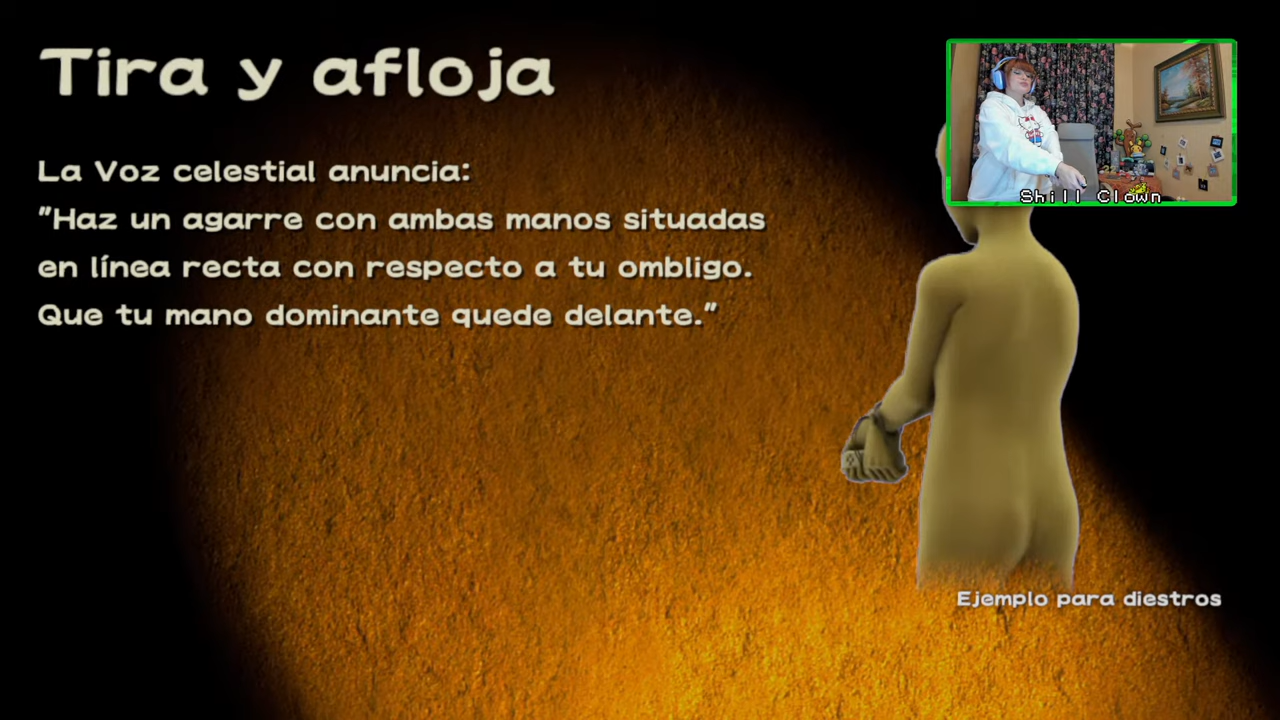 Tira y afloja
La Voz celestial anuncia:
"Haz un agarre con ambas manos situadas
en línea recta con respecto a tu ombligo.
Que tu mano dominante quede delante."
Shill Clown
Ejemplo para diestros